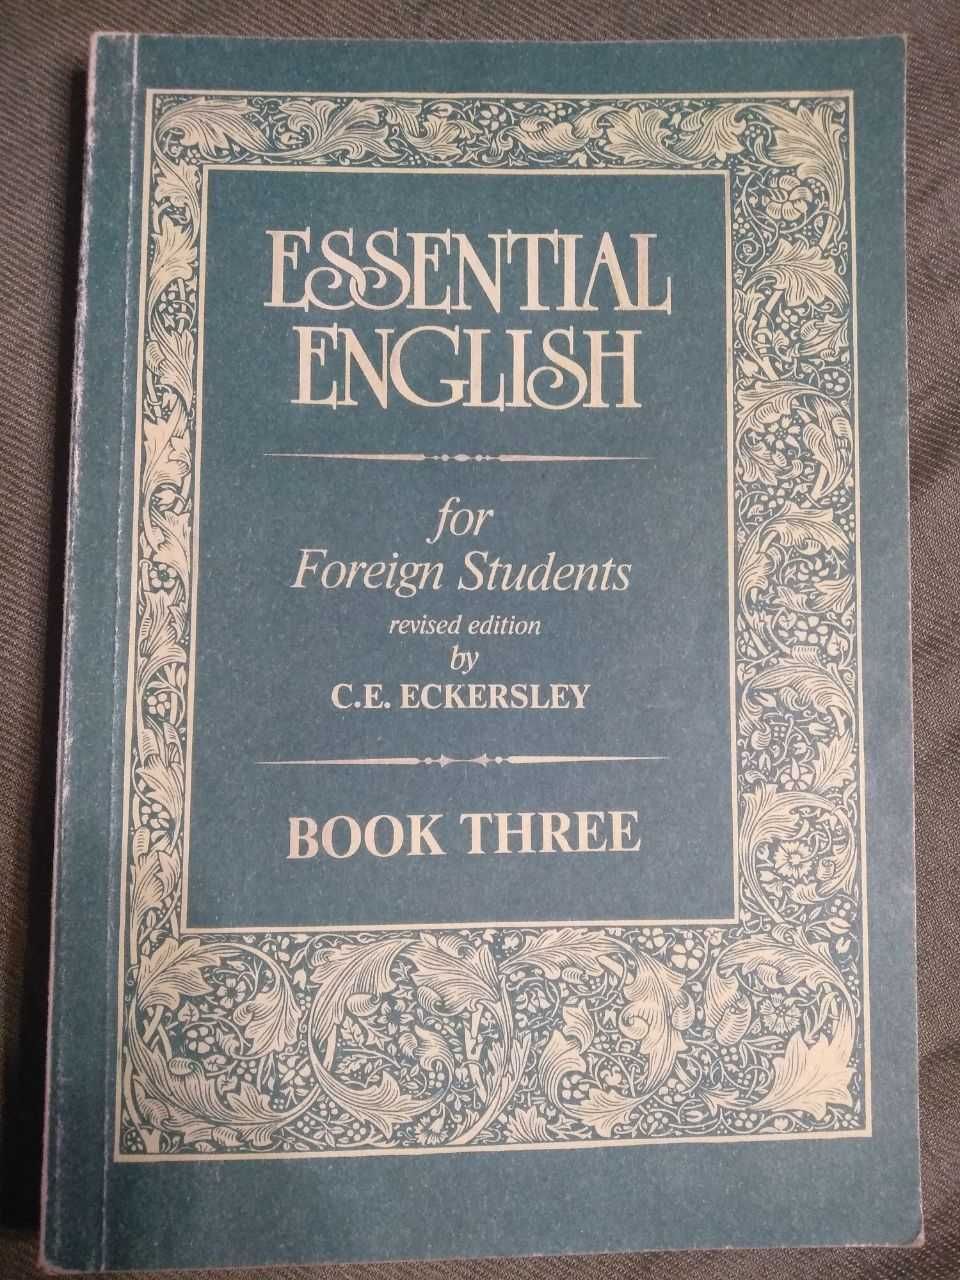 ESSENTIAL
ENGLISH
for
Foreign Students
revised edition
by
C.E. ECKERSLEY
BOOK THREE